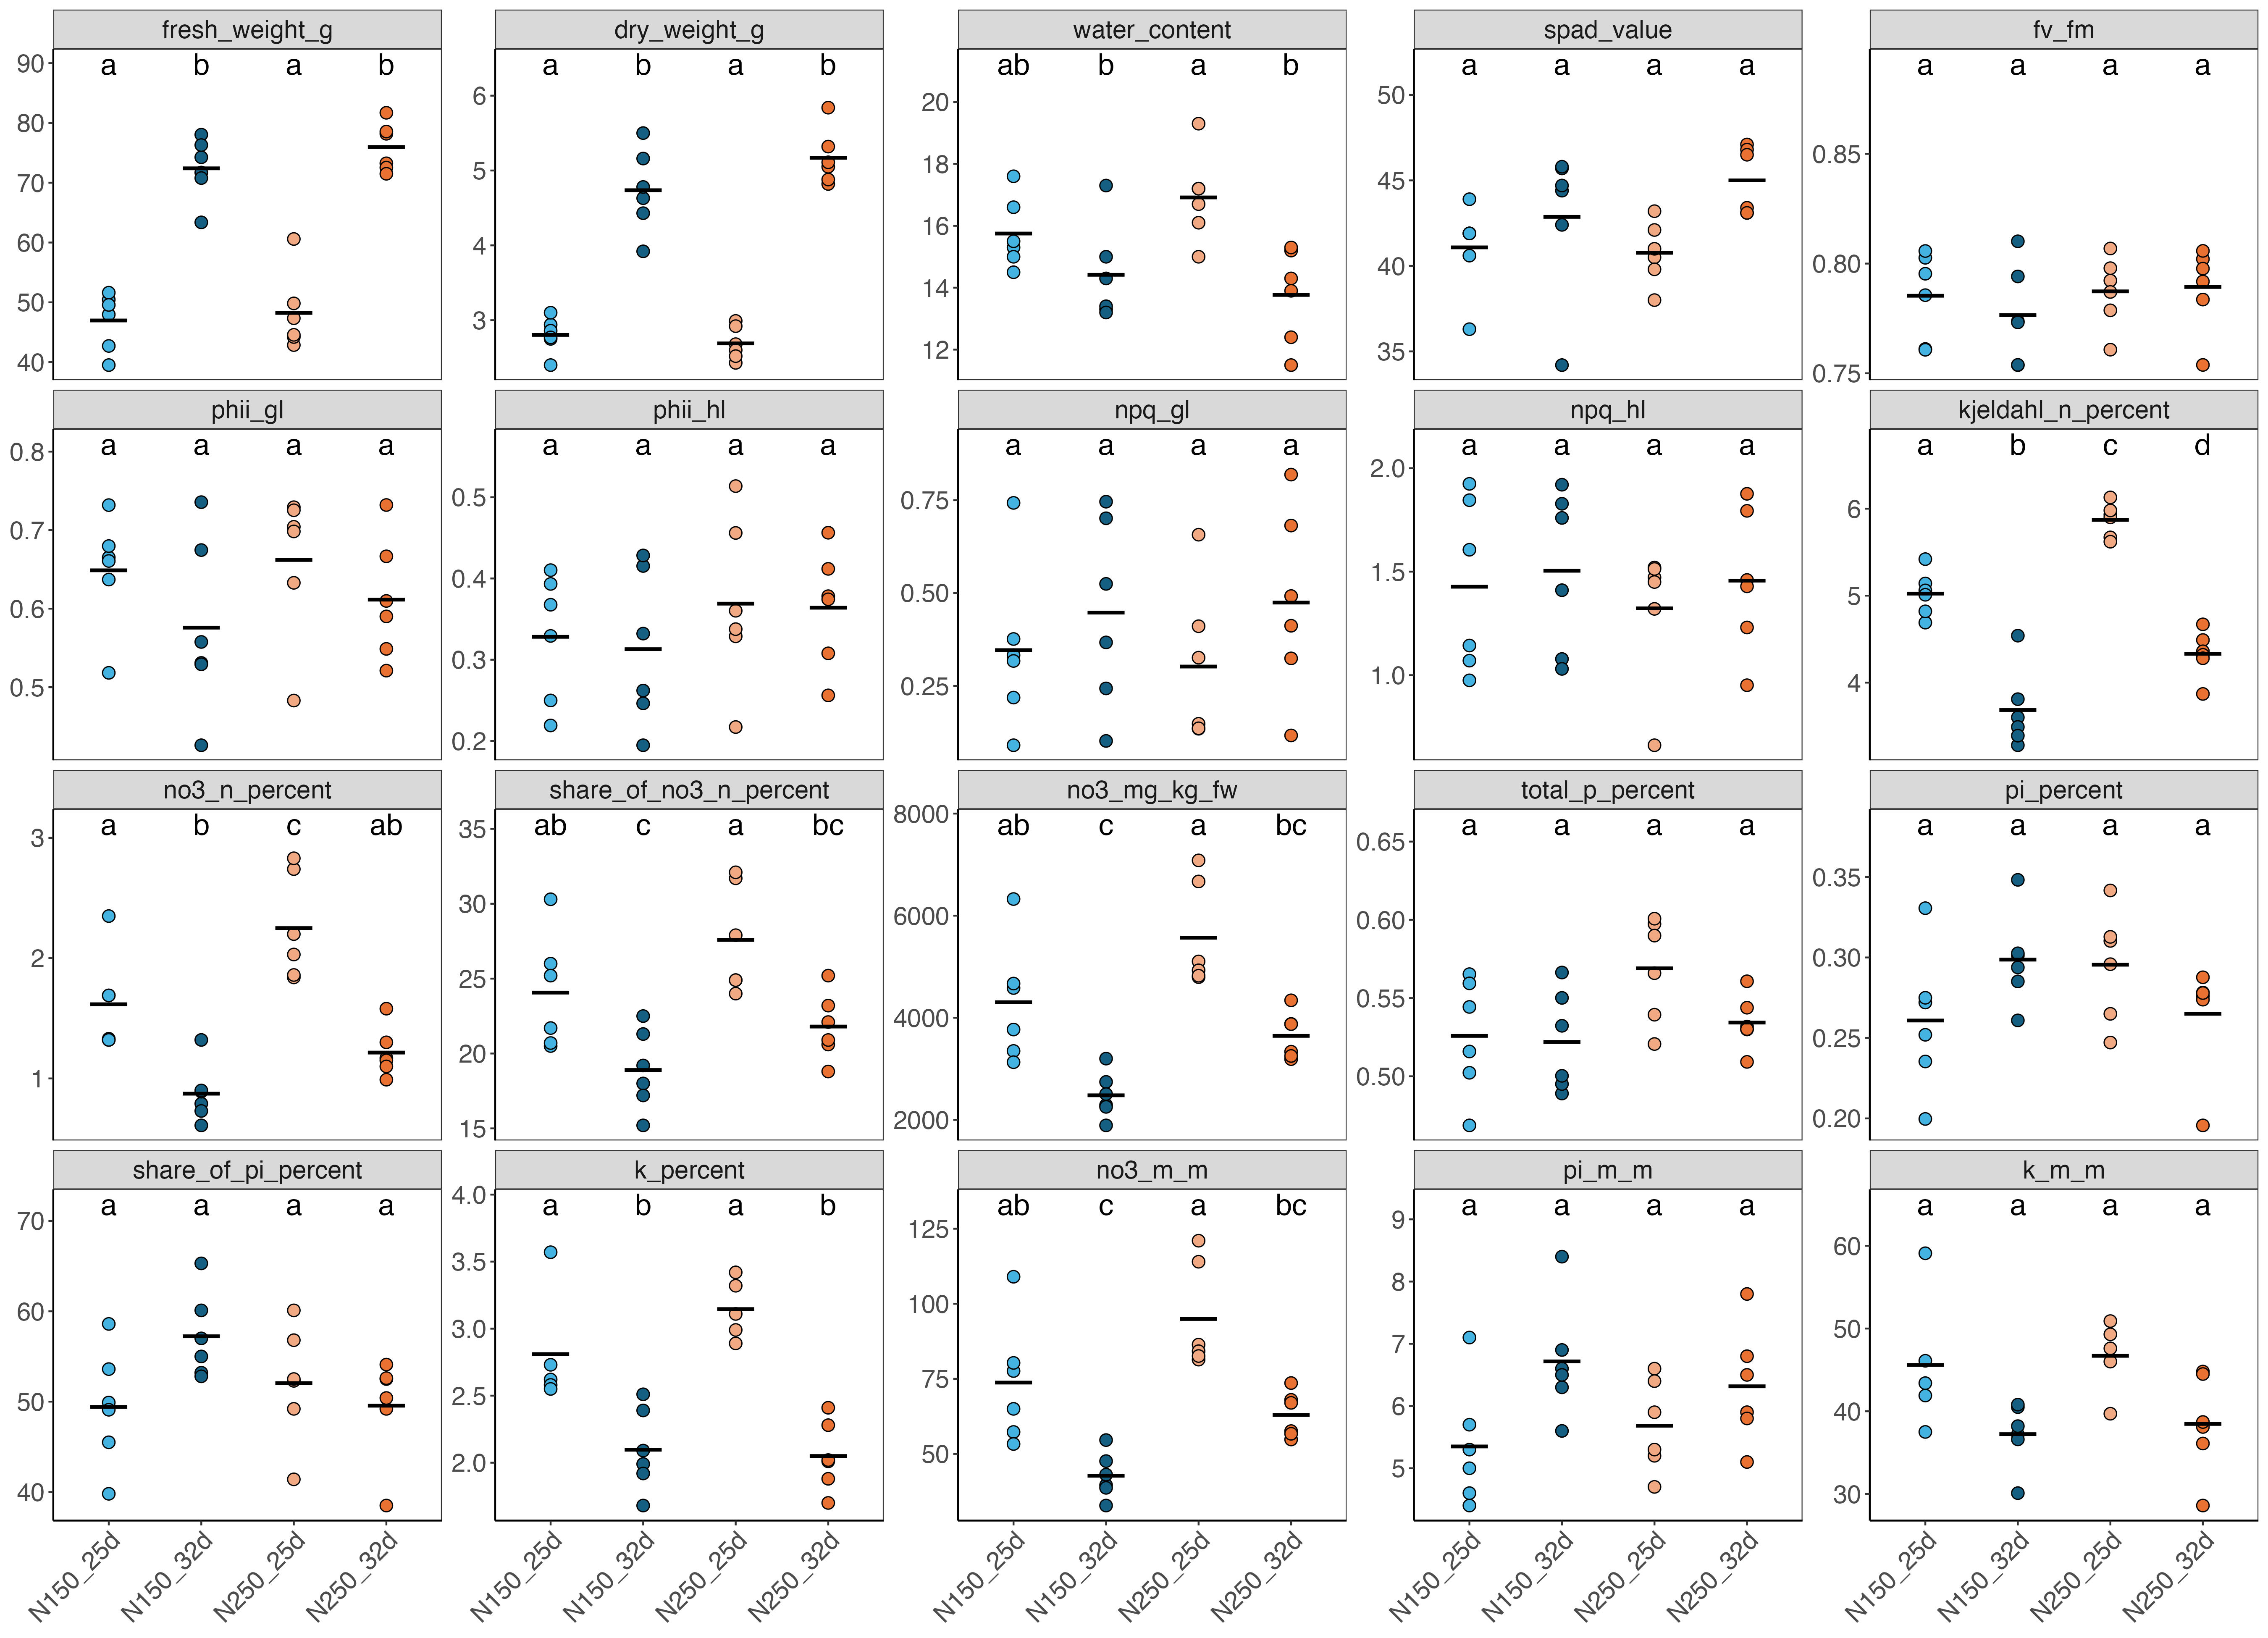 fresh_weight_g dry_weight_g water_content spad_value fv_fm
a b a b a b a b ab b a b a a a a a a a a
90 80 70 60 50 40
6 5 4 3
20 18 16 14 12
50 45 40 35
0.85 0.80 0.75
phii_gl phii_hl npq_gl npq_hl kjeldahl_n_percent
a a a a a a a a a a a a a a a a a b c d
0.8 0.7 0.6 0.5
0.5 0.4 0.3 0.2
0.75 0.50 0.25
2.0 1.5 1.0
6 5 4
no3_n_percent share_of_no3_n_percent no3_mg_kg_fw total_p_percent pi_percent
a b c ab ab c a bc ab c a bc a a a a a a a a
3 2 1
35 30 25 20 15
8000 6000 4000 2000
0.65 0.60 0.55 0.50
0.35 0.30 0.25 0.20
share_of_pi_percent k_percent no3_m_m pi_m_m k_m_m
a a a a a b a b ab c a bc a a a a a a a a
70 60 50 40
4.0 3.5 3.0 2.5 2.0
125 100 75 50
9 8 7 6 5
60 50 40 30
N150_25d N150_32d N250_25d N250_32d N150_25d N150_32d N250_25d N250_32d N150_25d N150_32d N250_25d N250_32d N150_25d N150_32d N250_25d N250_32d N150_25d N150_32d N250_25d N250_32d